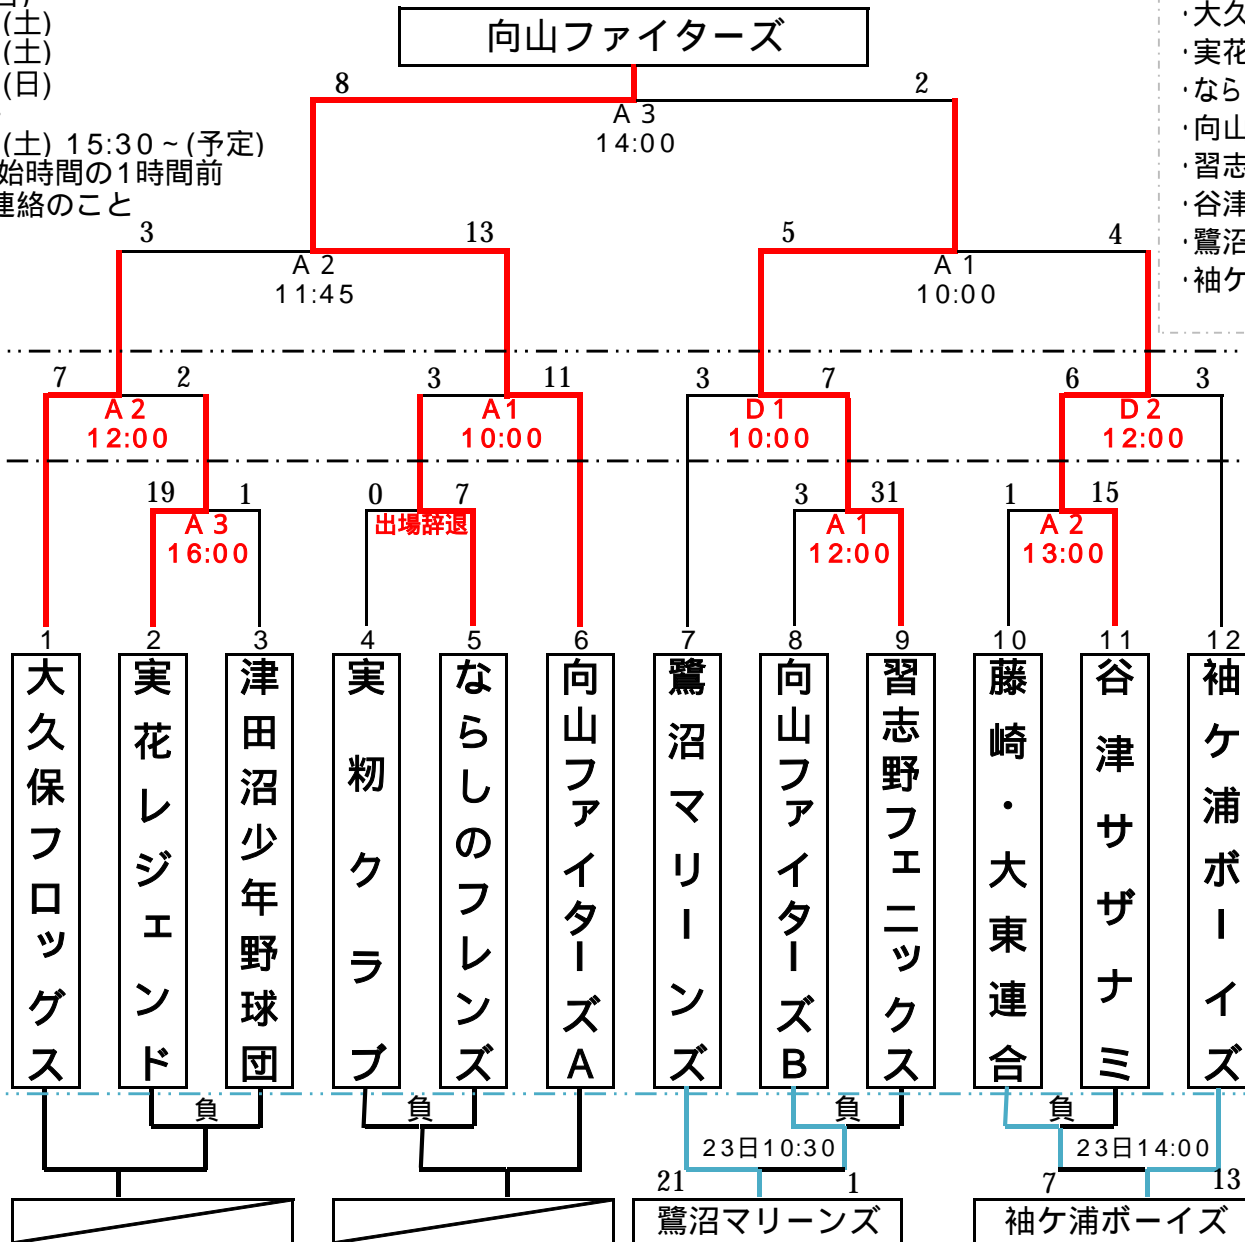 (土)
(土)
(日)
(土) 15:30～(予定)
始時間の1時間前
連絡のこと
・大久
・実花
・なら
・向山
・習志
・谷津
・鷺沼
・袖ケ
向山ファイターズ
8 2
A3
14:00
3 13 5 4
A2 A1
11:45 10:00
7 2 3 11 3 7 6 3
A2 A1 D1 D2
12:00 10:00 10:00 12:00
19 1 0 7 3 31 1 15
A3 出場辞退 A1 A2
16:00 12:00 13:00
1 2 3 4 5 6 7 8 9 10 11 12
大久保フロッグス
実花レジェンド
津田沼少年野球団
実籾クラブ
ならしのフレンズ
向山ファイターズA
鷺沼マリーンズ
向山ファイターズB
習志野フェニックス
藤崎・大東連合
谷津サザナミ
袖ケ浦ボーイズ
負 負 負 負
23日10:30 23日14:00
21 1 7 13
鷺沼マリーンズ 袖ケ浦ボーイズ